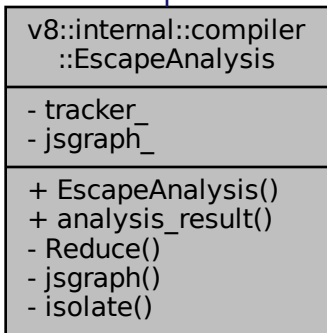 v8::internal::compiler
::EscapeAnalysis
- tracker_
- jsgraph_
+ EscapeAnalysis()
+ analysis_result()
- Reduce()
- jsgraph()
- isolate()